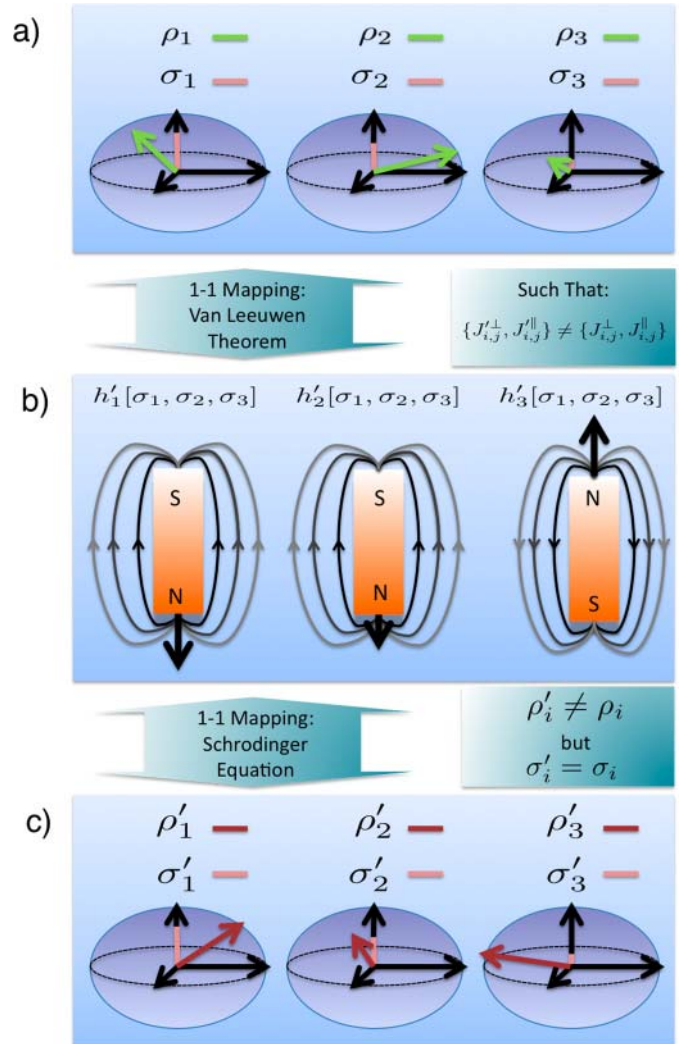 a)
ρ₁ ρ₂ ρ₃
σ₁ σ₂ σ₃
1-1 Mapping:
Van Leeuwen
Theorem
Such That:
{J′⊥i,j, J′∥i,j} ≠ {J⊥i,j, J∥i,j}
b)
h′₁[σ₁, σ₂, σ₃] h′₂[σ₁, σ₂, σ₃] h′₃[σ₁, σ₂, σ₃]
S S N
N N S
1-1 Mapping:
Schrodinger
Equation
ρ′ᵢ ≠ ρᵢ
but
σ′ᵢ = σᵢ
c)
ρ′₁ ρ′₂ ρ′₃
σ′₁ σ′₂ σ′₃